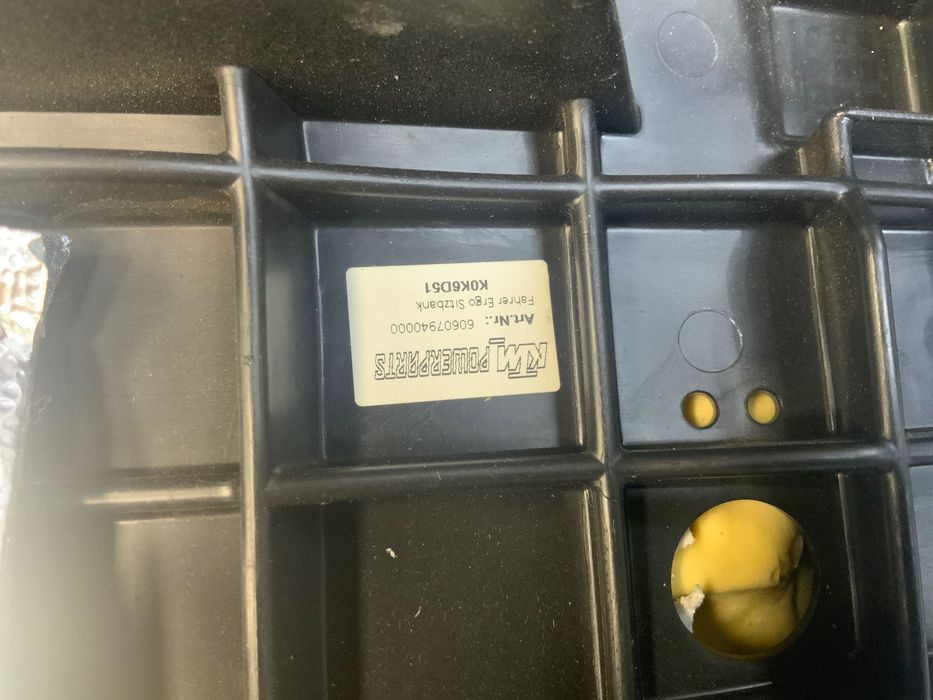 KTM POWERPARTS
Art.Nr.: 60607940000
Fahrer Ergo Sitzbank
K0K6D51